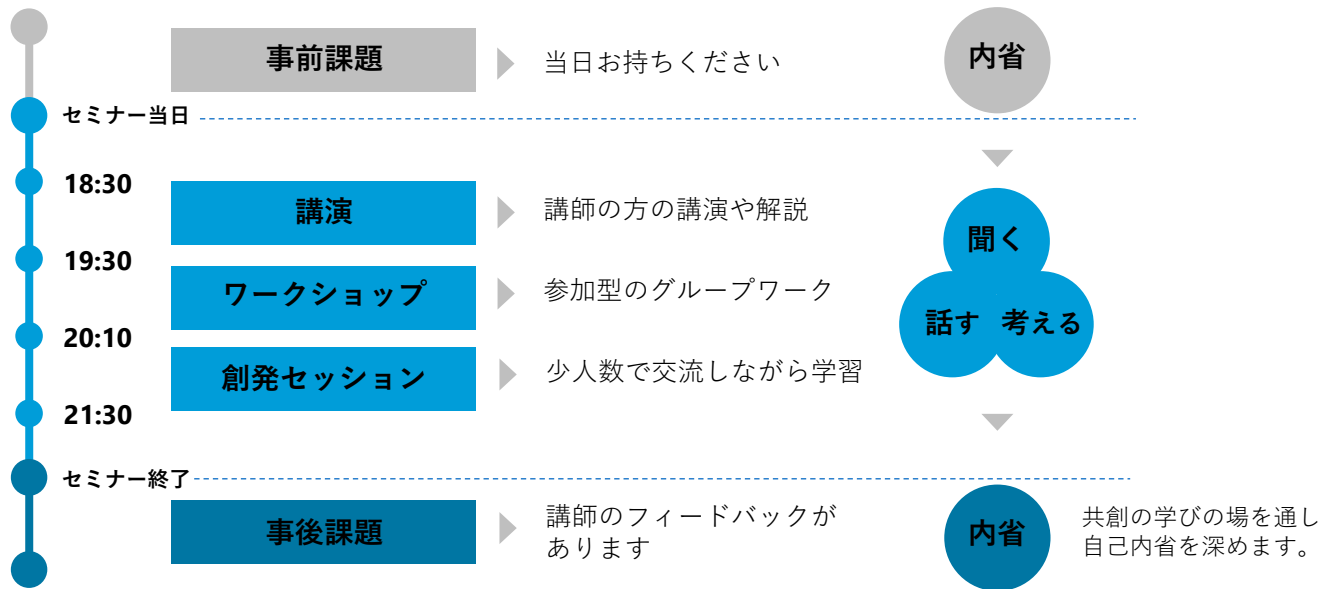 事前課題
当日お持ちください
内省
セミナー当日
18:30
講演
講師の方の講演や解説
聞く
19:30
ワークショップ
参加型のグループワーク
話す 考える
20:10
創発セッション
少人数で交流しながら学習
21:30
セミナー終了
事後課題
講師のフィードバックが
あります
内省
共創の学びの場を通し
自己内省を深めます。